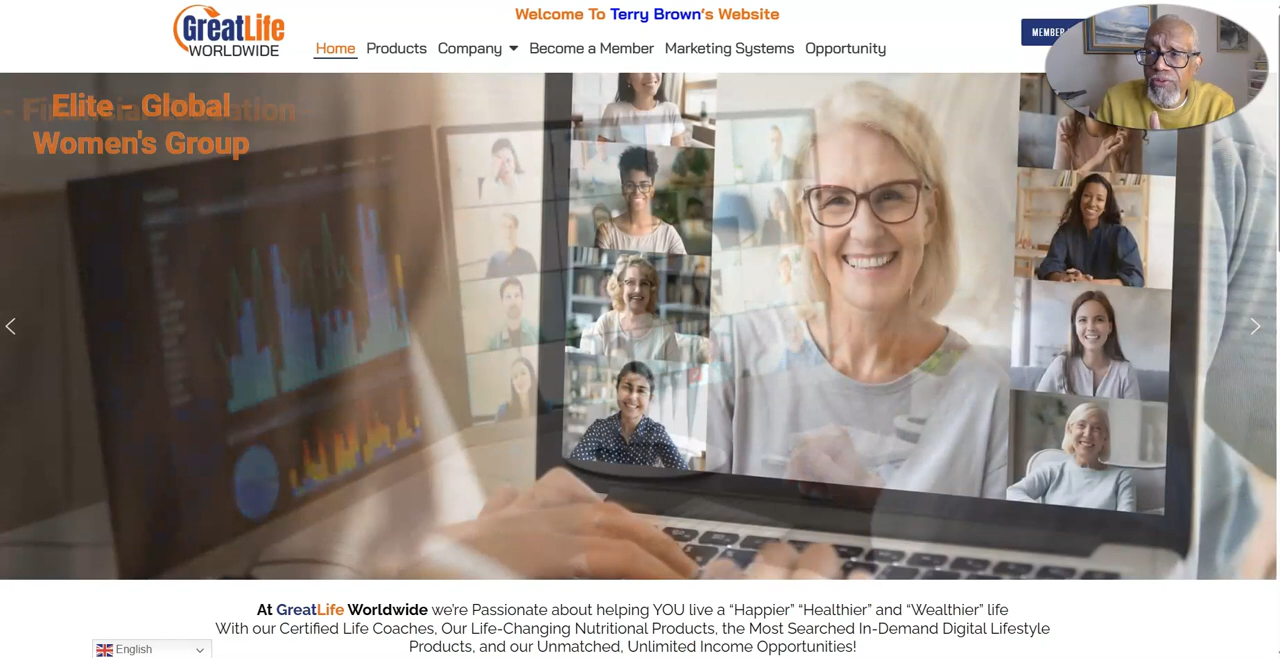 GreatLife
WORLDWIDE
Welcome To Terry Brown's Website
Home Products Company Become a Member Marketing Systems Opportunity
Elite - Global
Women's Group
At GreatLife Worldwide we're Passionate about helping YOU live a “Happier” “Healthier” and “Wealthier” life
With our Certified Life Coaches, Our Life-Changing Nutritional Products, the Most Searched In-Demand Digital Lifestyle
Products, and our Unmatched, Unlimited Income Opportunities!
English